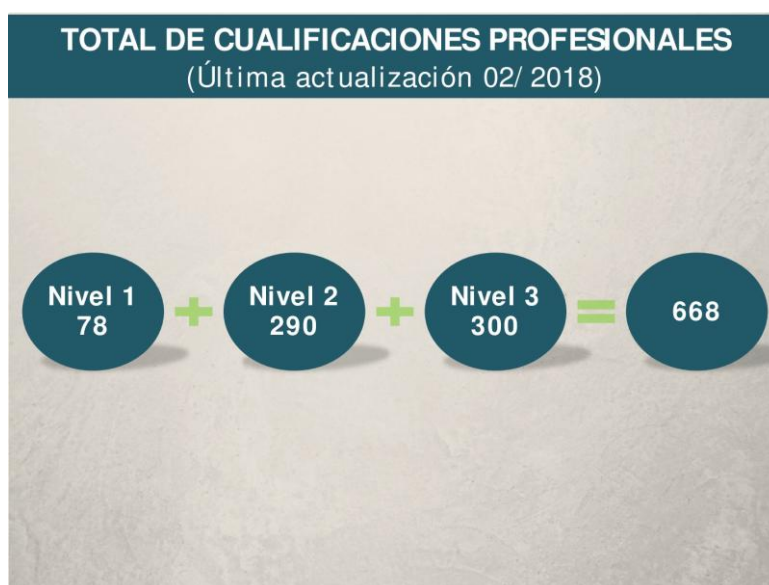 TOTAL DE CUALIFICACIONES PROFESIONALES
(Última actualización 02/ 2018)
Nivel 1
78
+
Nivel 2
290
+
Nivel 3
300
=
668